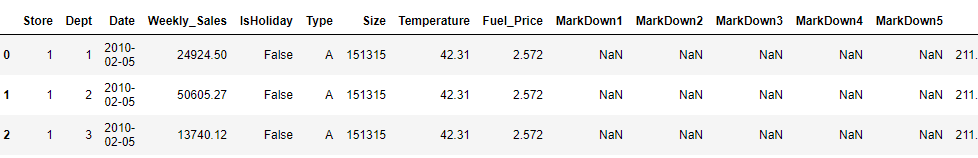 Store Dept Date Weekly_Sales IsHoliday Type Size Temperature Fuel_Price MarkDown1 MarkDown2 MarkDown3 MarkDown4 MarkDown5
0 1 1 2010-02-05 24924.50 False A 151315 42.31 2.572 NaN NaN NaN NaN NaN 211.
1 1 2 2010-02-05 50605.27 False A 151315 42.31 2.572 NaN NaN NaN NaN NaN 211.
2 1 3 2010-02-05 13740.12 False A 151315 42.31 2.572 NaN NaN NaN NaN NaN 211.